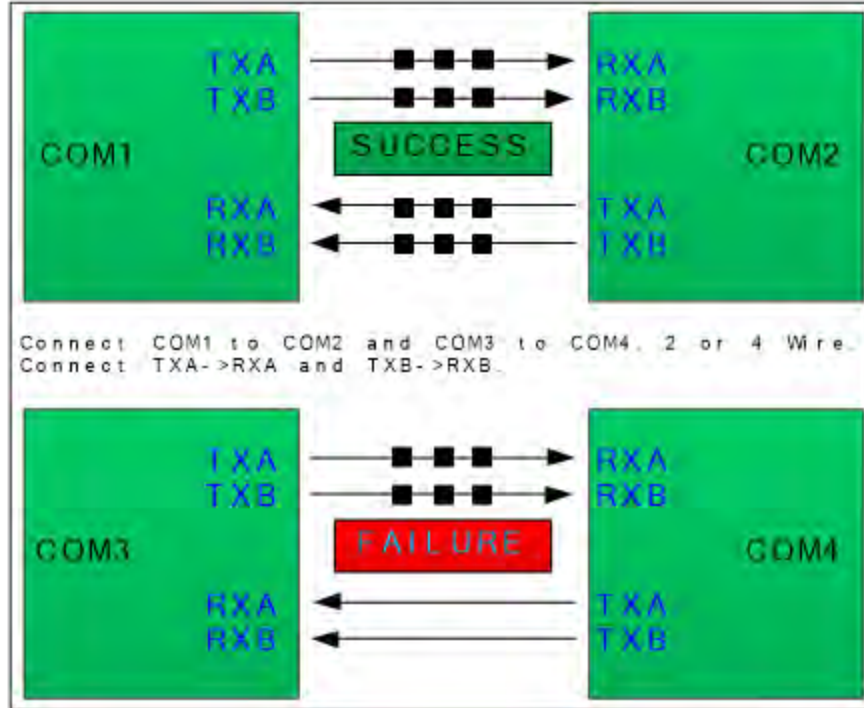 TXA RXA
TXB RXB
SUCCESS
COM1 COM2
RXA TXA
RXB TXB
Connect COM1 to COM2 and COM3 to COM4. 2 or 4 Wire.
Connect TXA->RXA and TXB->RXB.
TXA RXA
TXB RXB
FAILURE
COM3 COM4
RXA TXA
RXB TXB